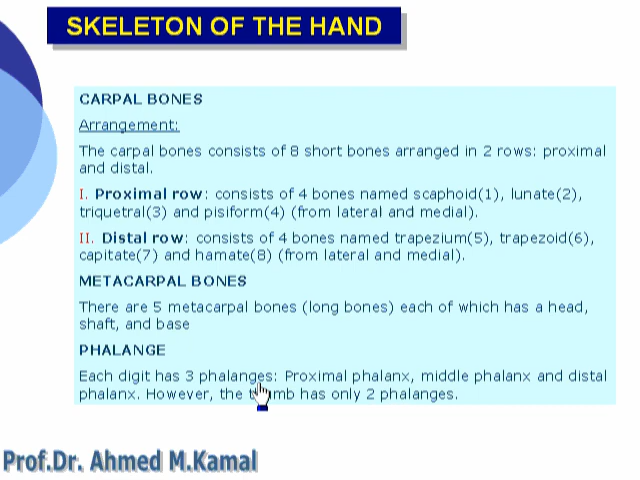 SKELETON OF THE HAND
CARPAL BONES
Arrangement:
The carpal bones consists of 8 short bones arranged in 2 rows: proximal
and distal.
I. Proximal row: consists of 4 bones named scaphoid(1), lunate(2),
triquetral(3) and pisiform(4) (from lateral and medial).
II. Distal row: consists of 4 bones named trapezium(5), trapezoid(6),
capitate(7) and hamate(8) (from lateral and medial).
METACARPAL BONES
There are 5 metacarpal bones (long bones) each of which has a head,
shaft, and base
PHALANGE
Each digit has 3 phalanges: Proximal phalanx, middle phalanx and distal
phalanx. However, the thumb has only 2 phalanges.
Prof.Dr. Ahmed M.Kamal